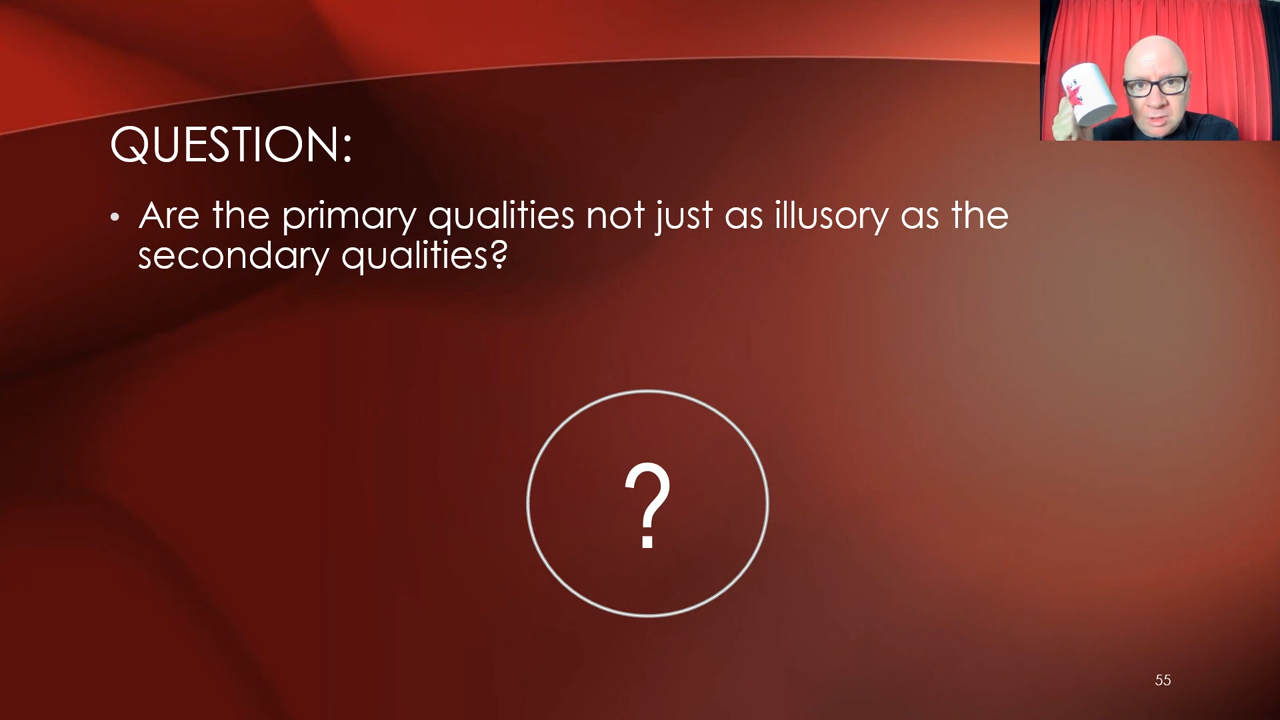 QUESTION:
• Are the primary qualities not just as illusory as the
secondary qualities?
?
55